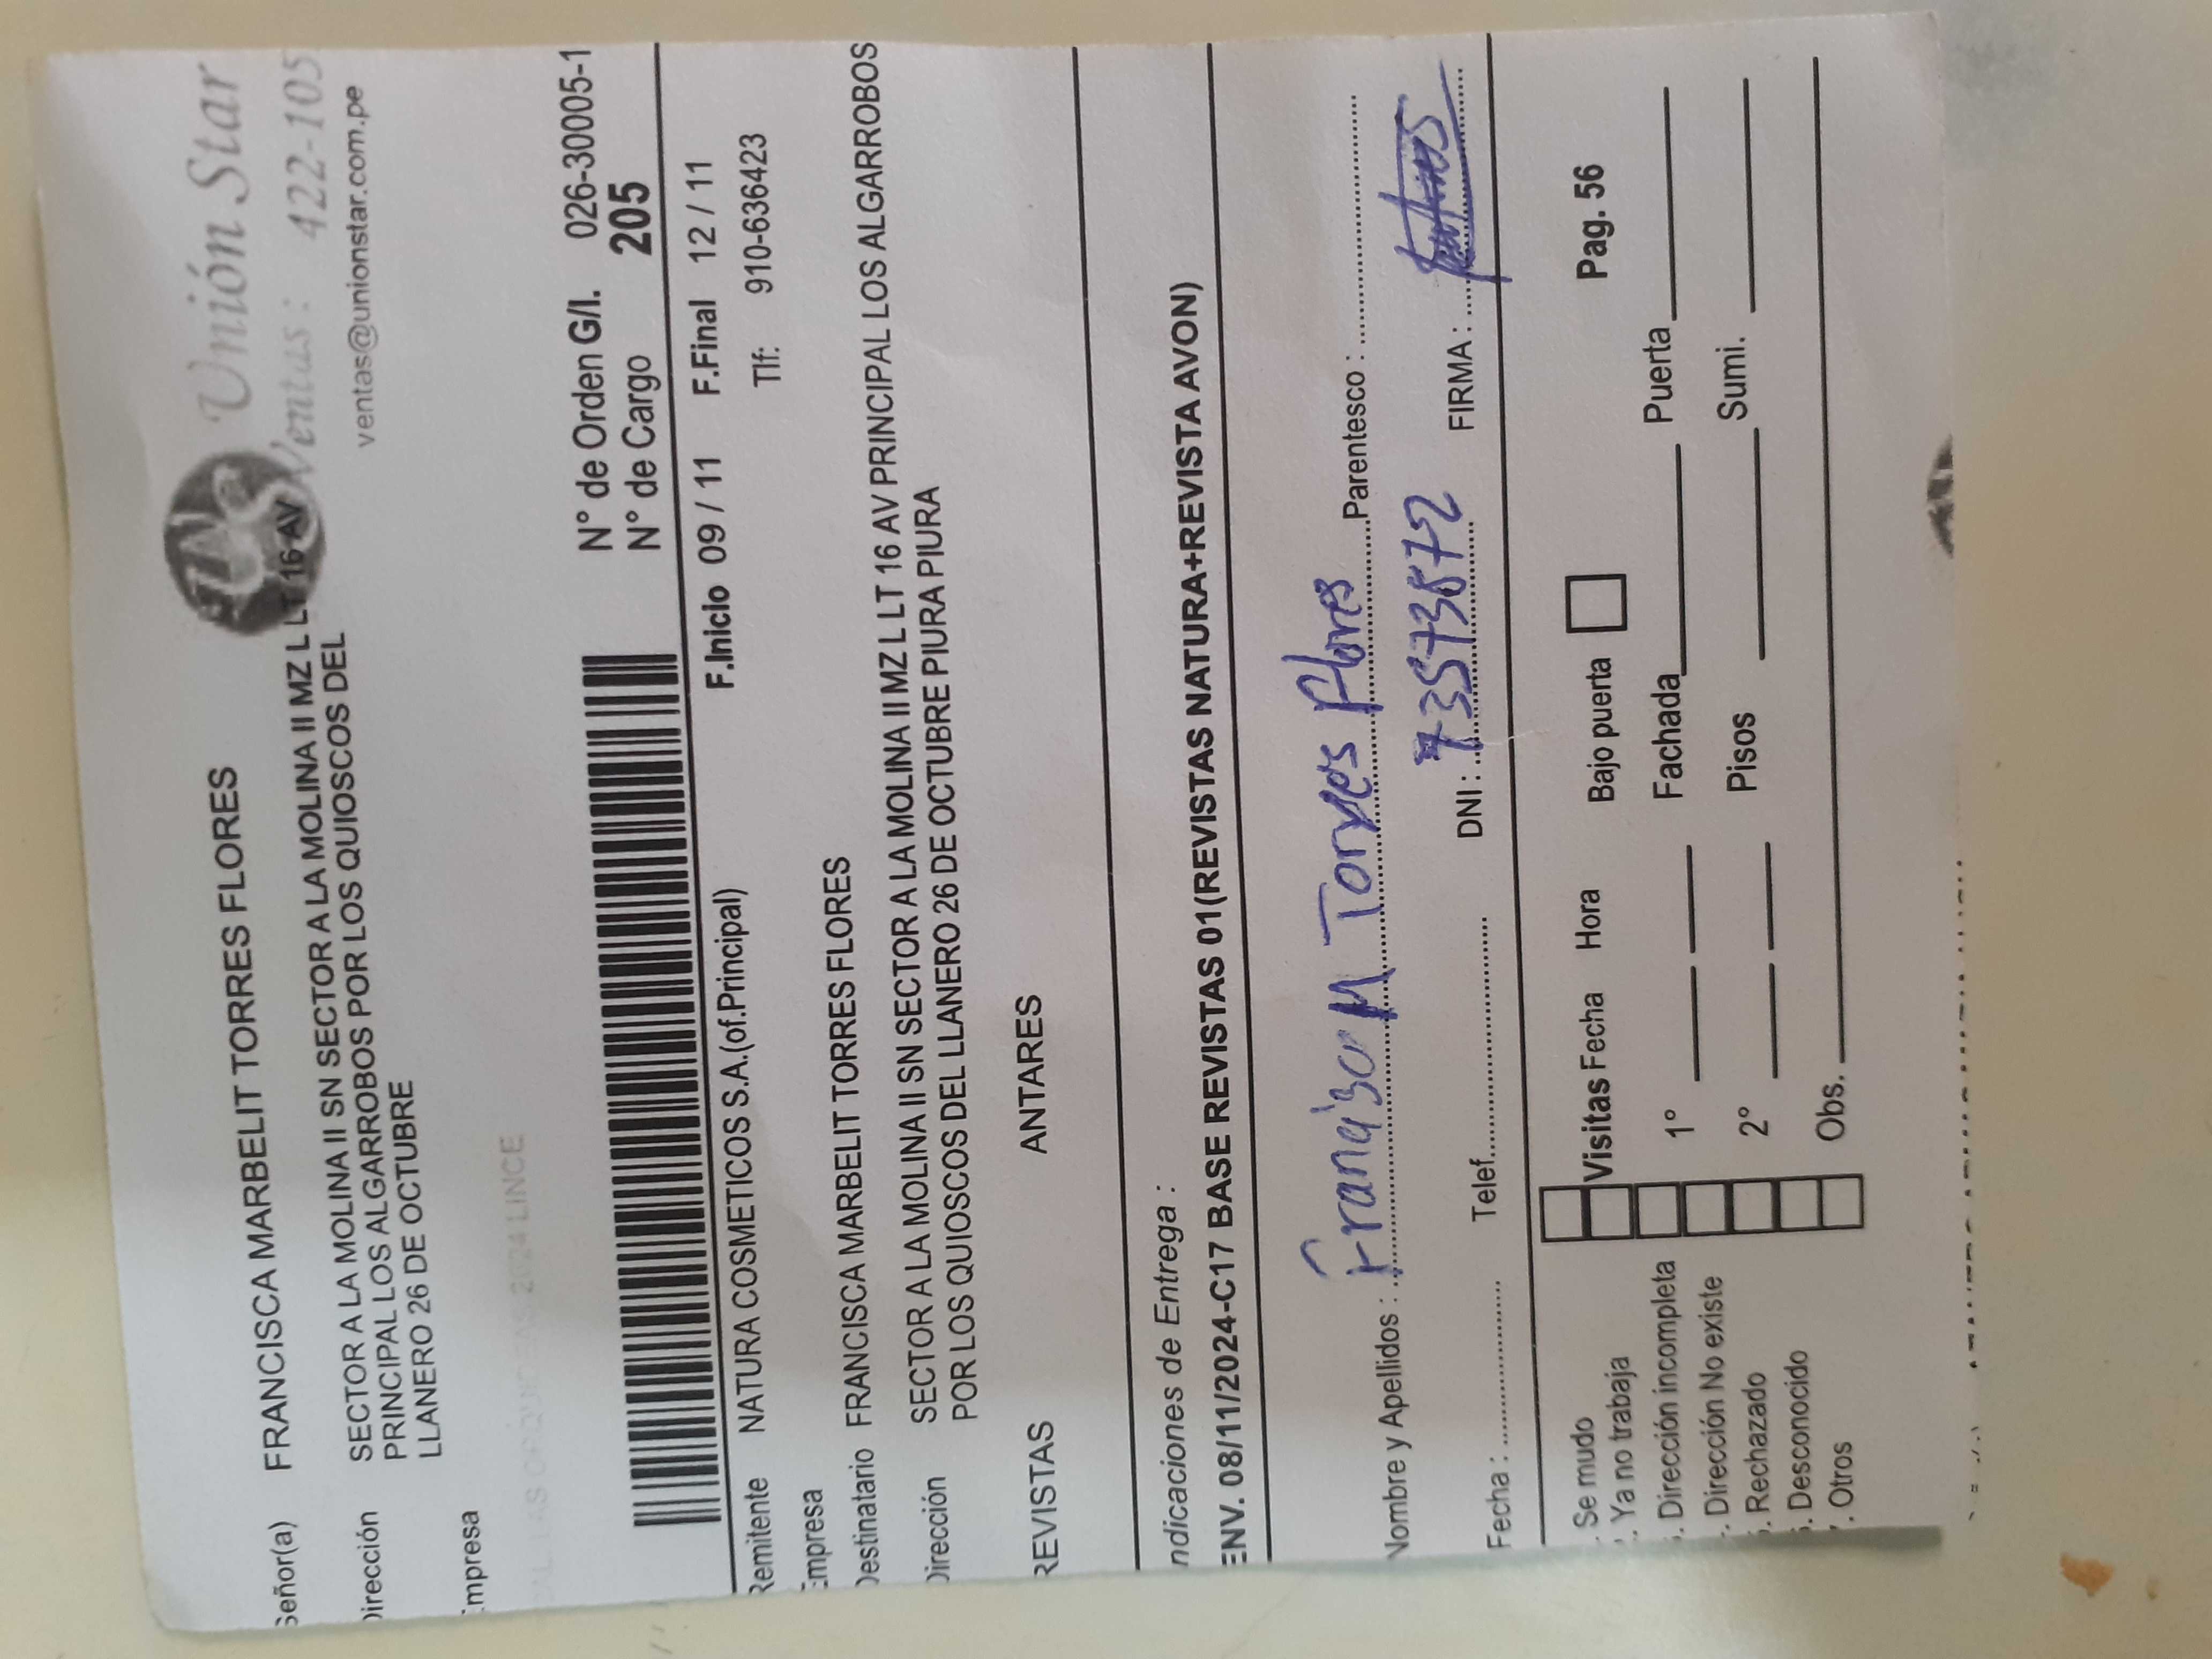 Unión Star
Ventas: 422-105
ventas@unionstar.com.pe
Señor(a) FRANCISCA MARBELIT TORRES FLORES
Dirección SECTOR A LA MOLINA II SN SECTOR A LA MOLINA II MZ L LT 16 AV
PRINCIPAL LOS ALGARROBOS POR LOS QUIOSCOS DEL
LLANERO 26 DE OCTUBRE
Empresa
2024 LINCE
N° de Orden G/I. 026-30005-1
N° de Cargo 205
F.Inicio 09 / 11 F.Final 12 / 11
Remitente NATURA COSMETICOS S.A.(of.Principal) Tlf: 910-636423
Empresa
Destinatario FRANCISCA MARBELIT TORRES FLORES
Dirección SECTOR A LA MOLINA II SN SECTOR A LA MOLINA II MZ L LT 16 AV PRINCIPAL LOS ALGARROBOS
POR LOS QUIOSCOS DEL LLANERO 26 DE OCTUBRE PIURA PIURA
REVISTAS ANTARES
ndicaciones de Entrega :
ENV. 08/11/2024-C17 BASE REVISTAS 01(REVISTAS NATURA+REVISTA AVON)
Nombre y Apellidos : M Torres Flores Parentesco :
Fecha : Telef. DNI : 73573872 FIRMA :
. Se mudo
. Ya no trabaja Visitas Fecha Hora Bajo puerta Pag. 56
. Dirección incompleta 1° Fachada Puerta
. Dirección No existe
. Rechazado 2° Pisos Sumi.
. Desconocido
. Otros Obs.